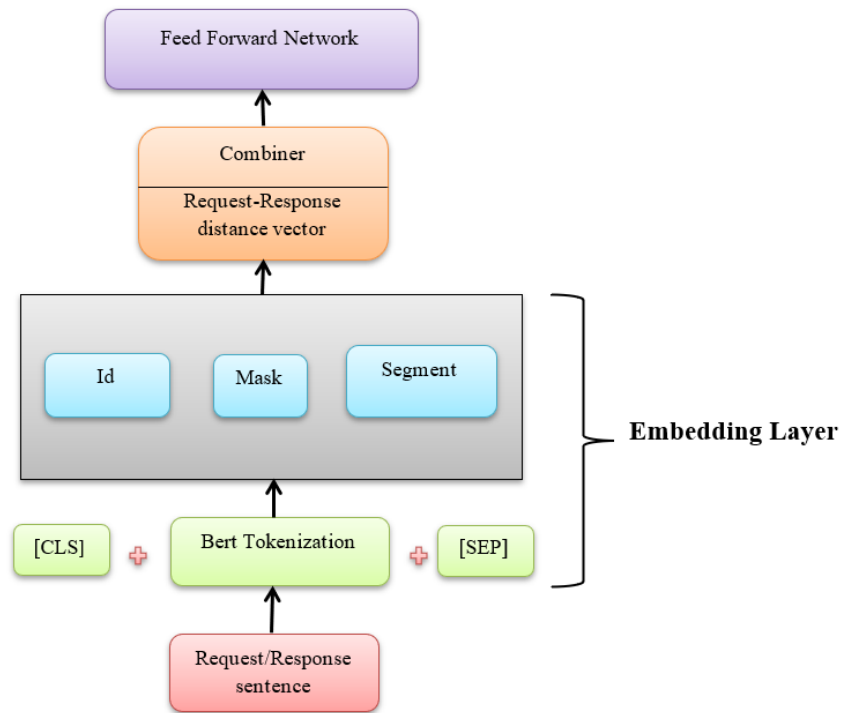 Feed Forward Network
Combiner
Request-Response
distance vector
Id
Mask
Segment
Embedding Layer
[CLS]
Bert Tokenization
[SEP]
Request/Response
sentence